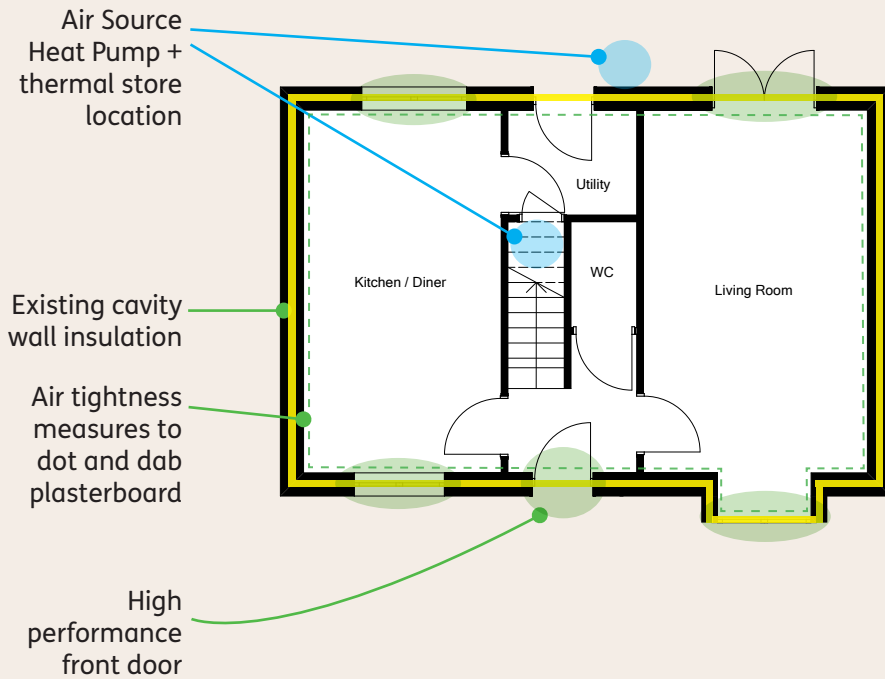 Air Source
Heat Pump +
thermal store
location
Utility
Kitchen / Diner
WC
Living Room
Existing cavity
wall insulation
Air tightness
measures to
dot and dab
plasterboard
High
performance
front door